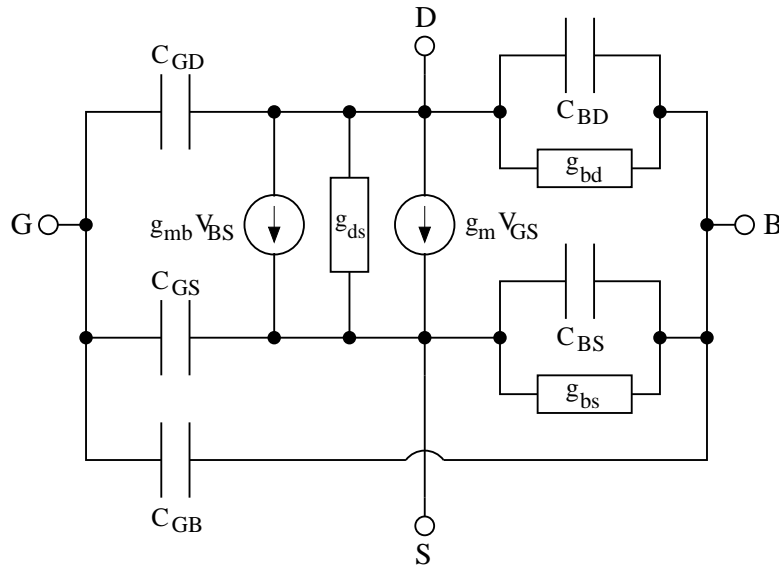 D
C_GD
C_BD
g_bd
G
g_mb V_BS
g_ds
g_m V_GS
B
C_GS
C_BS
g_bs
C_GB
S